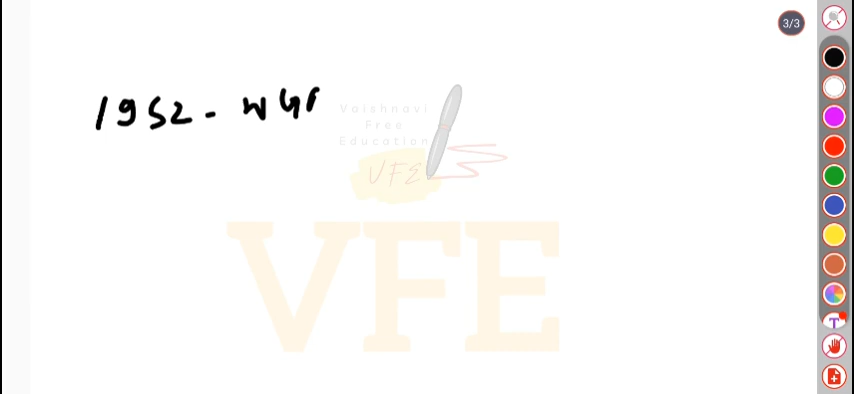 3/3
1952 -
Vaishnavi
Free
Education
VFE
VFE
T